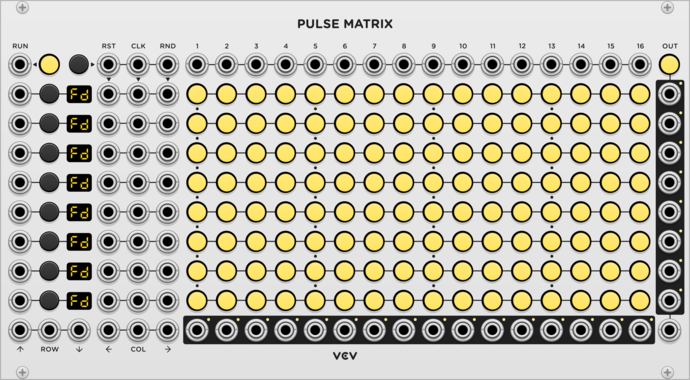 PULSE MATRIX
RUN RST CLK RND 1 2 3 4 5 6 7 8 9 10 11 12 13 14 15 16 OUT
Fd
Fd
Fd
Fd
Fd
Fd
Fd
Fd
↑ ROW ↓ ← COL →
VCV